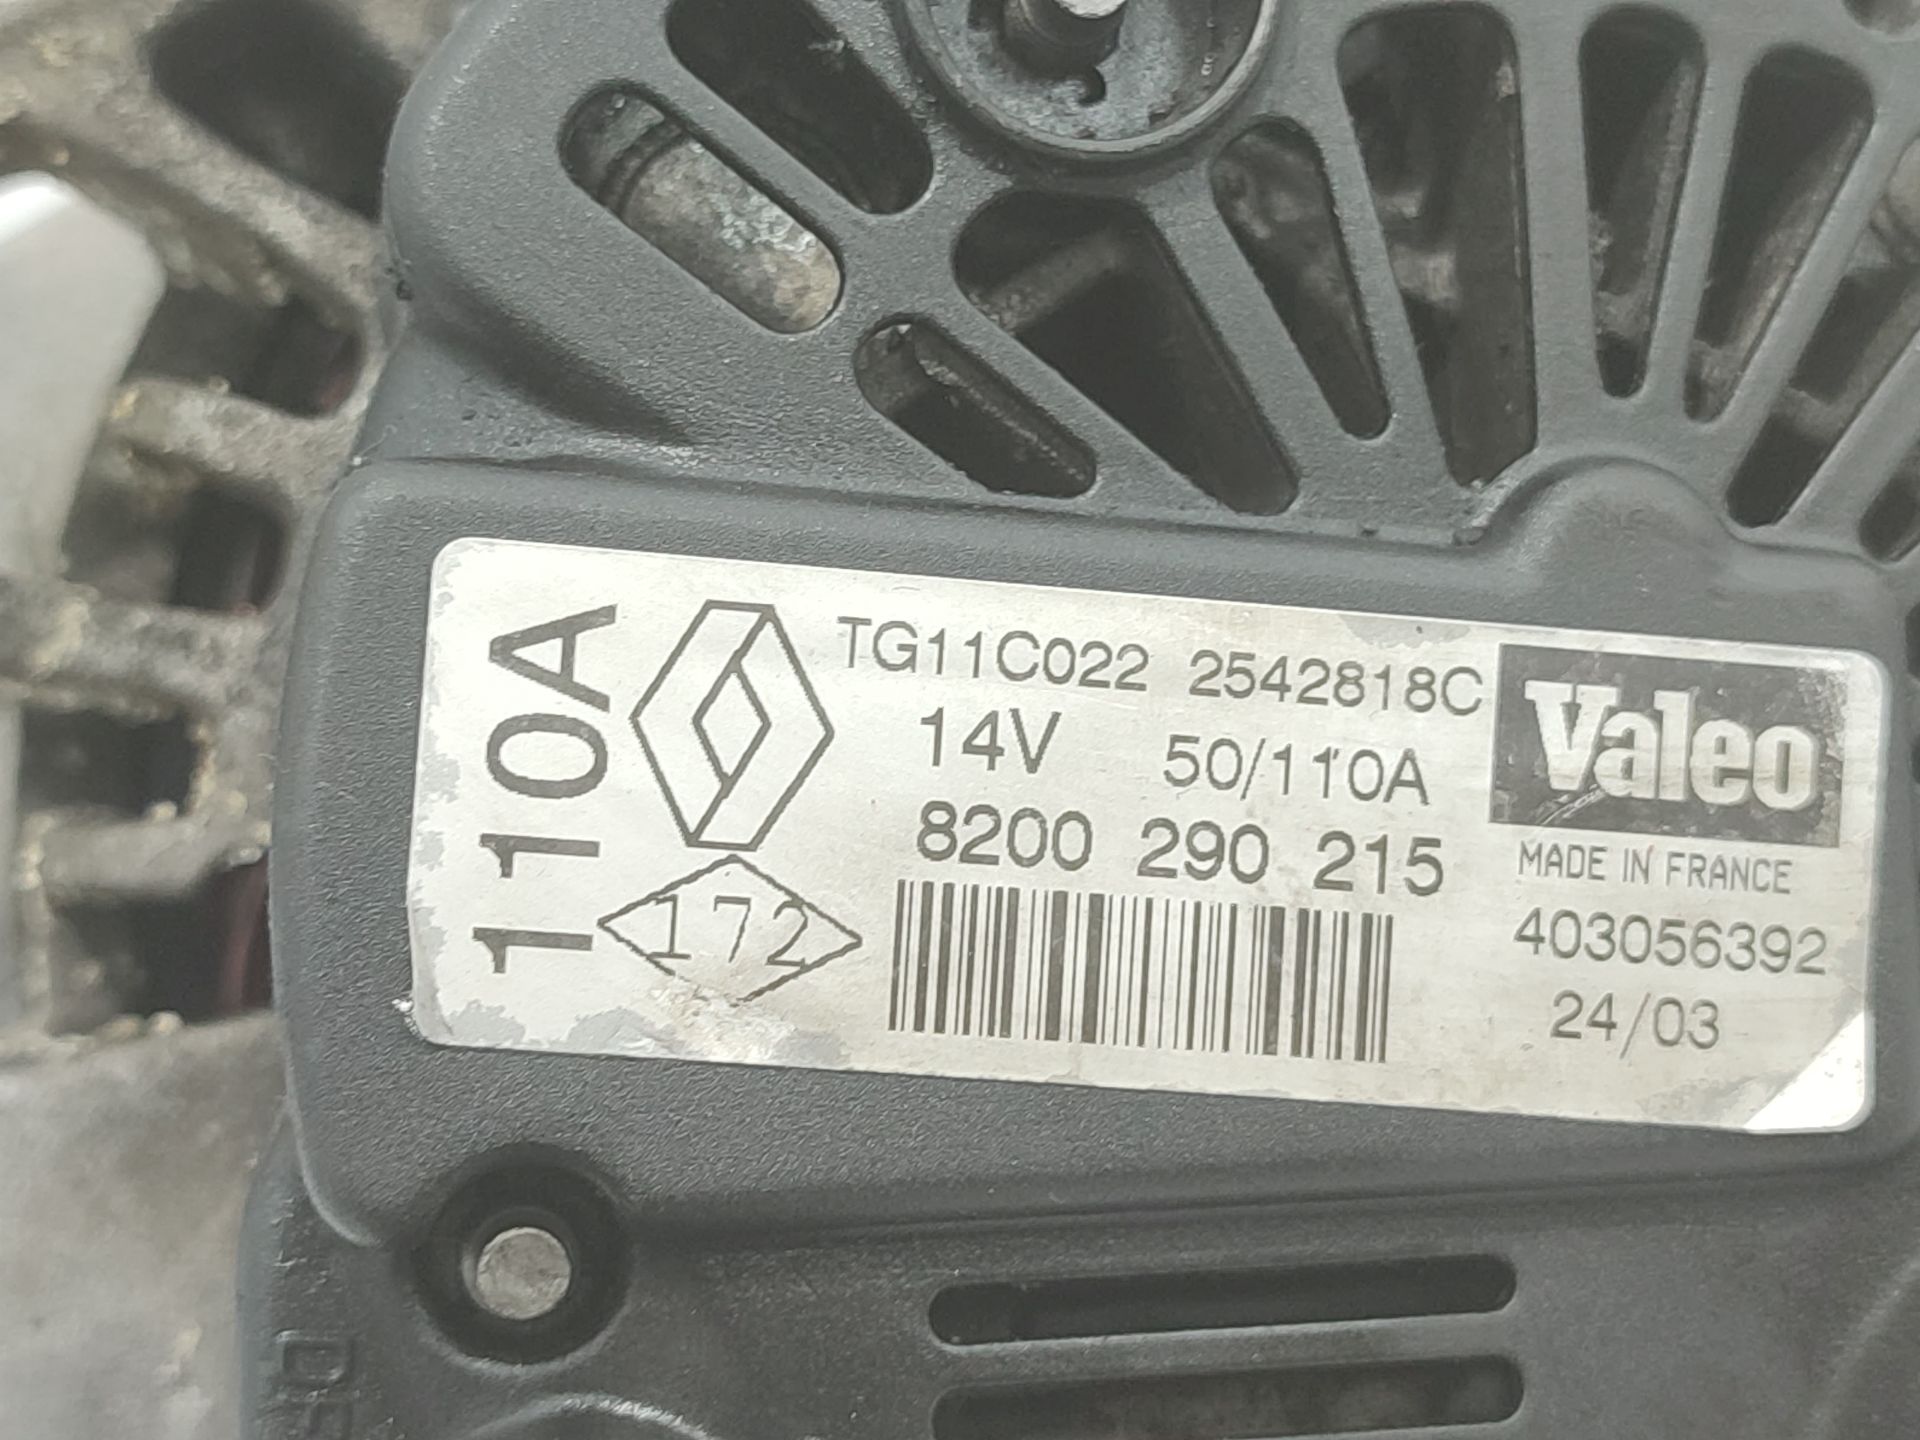 110A
TG11C022 2542818C
14V 50/110A
8200 290 215
172
Valeo
MADE IN FRANCE
403056392
24/03